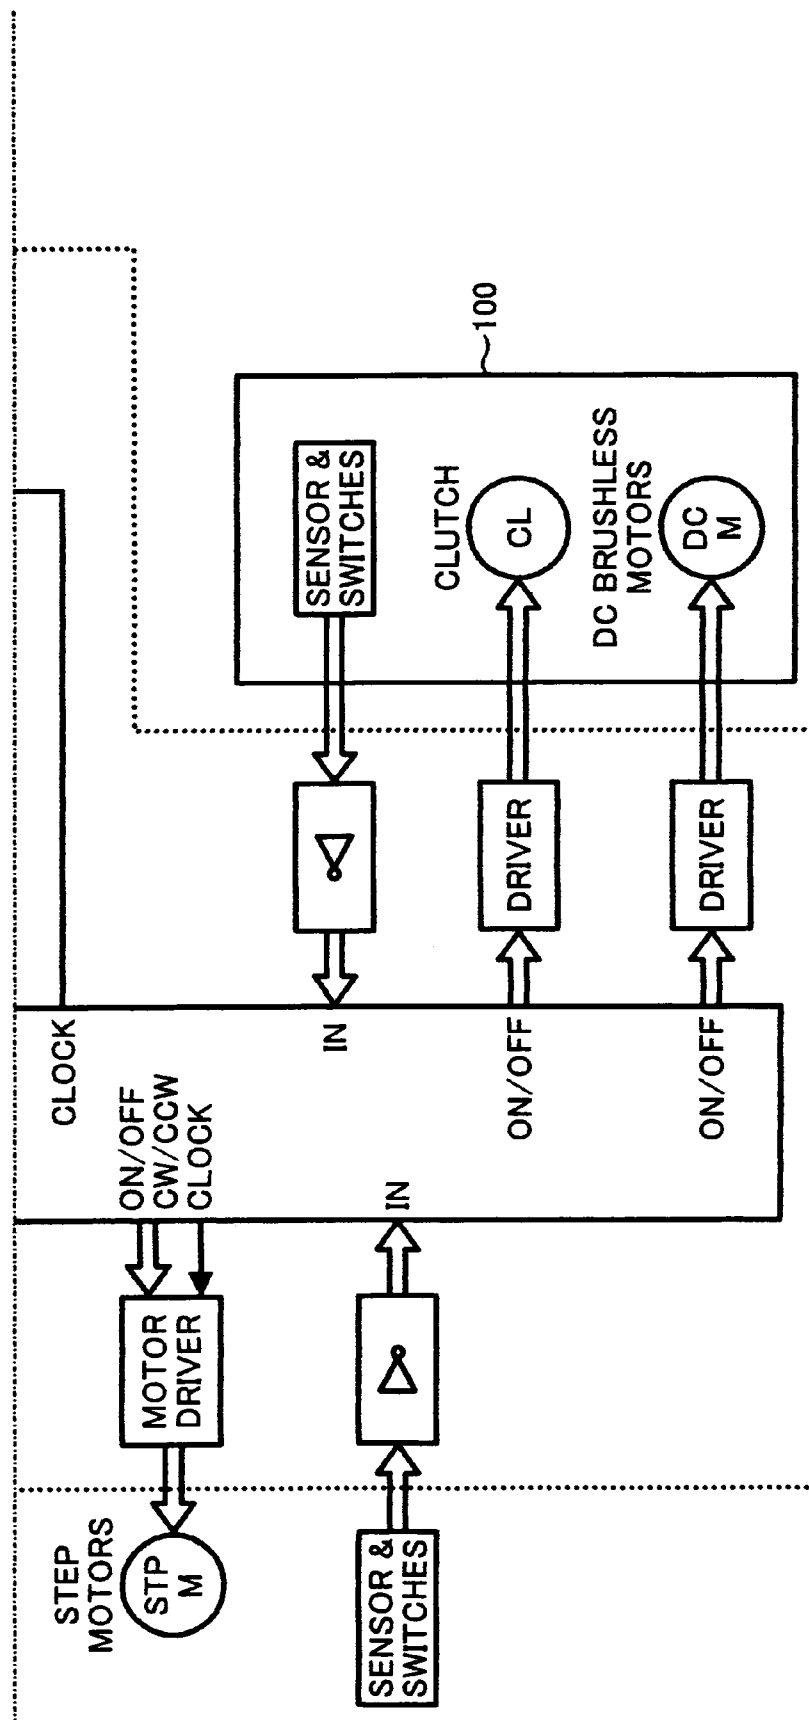 STEP
MOTORS
STP
M
MOTOR
DRIVER
ON/OFF
CW/CCW
CLOCK
CLOCK
SENSOR &
SWITCHES
IN
IN
SENSOR &
SWITCHES
100
ON/OFF
DRIVER
CLUTCH
CL
ON/OFF
DRIVER
DC BRUSHLESS
MOTORS
DC
M